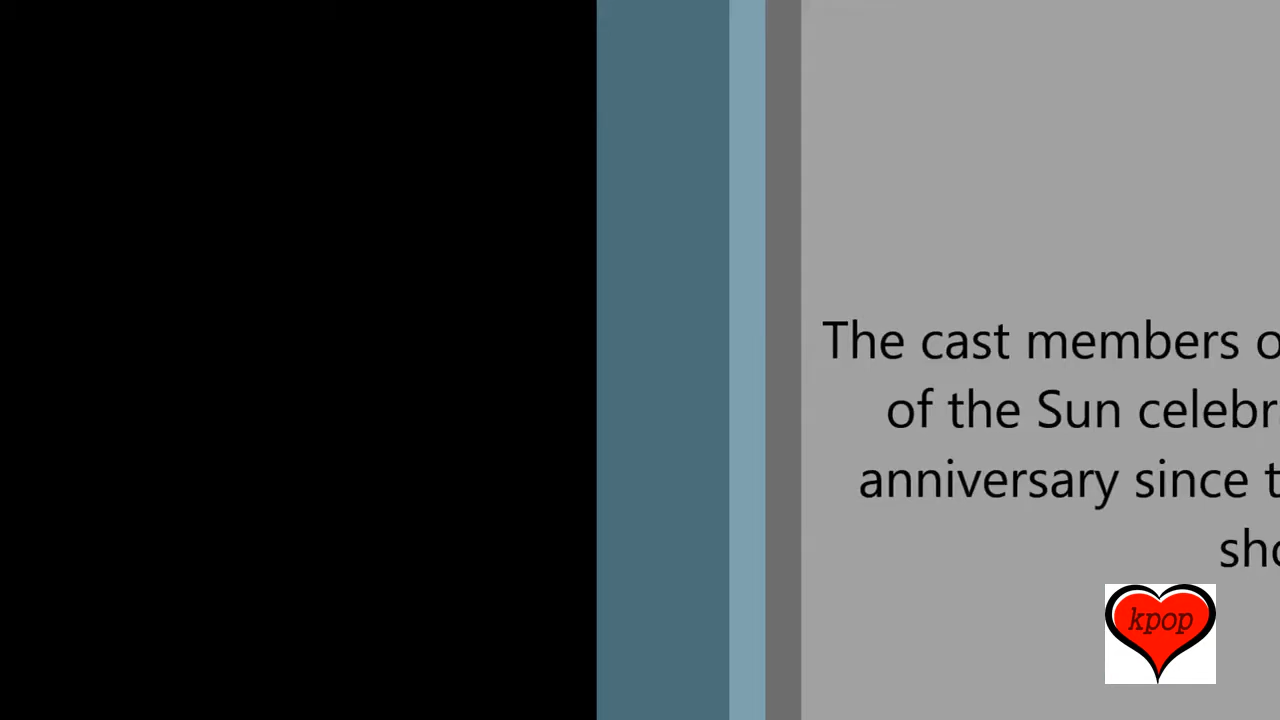 The cast members
of the Sun celebr
anniversary since
sho
kpop